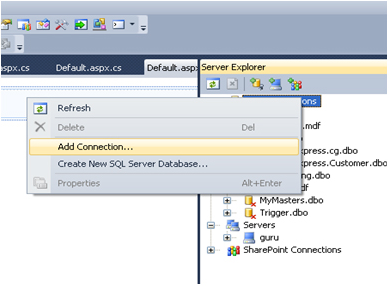 aspx.cs
Default.aspx.cs
Default.aspx
Server Explorer
Refresh
Delete Del
Add Connection...
Create New SQL Server Database...
Properties Alt+Enter
ions
.mdf
xpress.cg.dbo
xpress.Customer.dbo
ng.dbo
df
MyMasters.dbo
Trigger.dbo
Servers
guru
SharePoint Connections